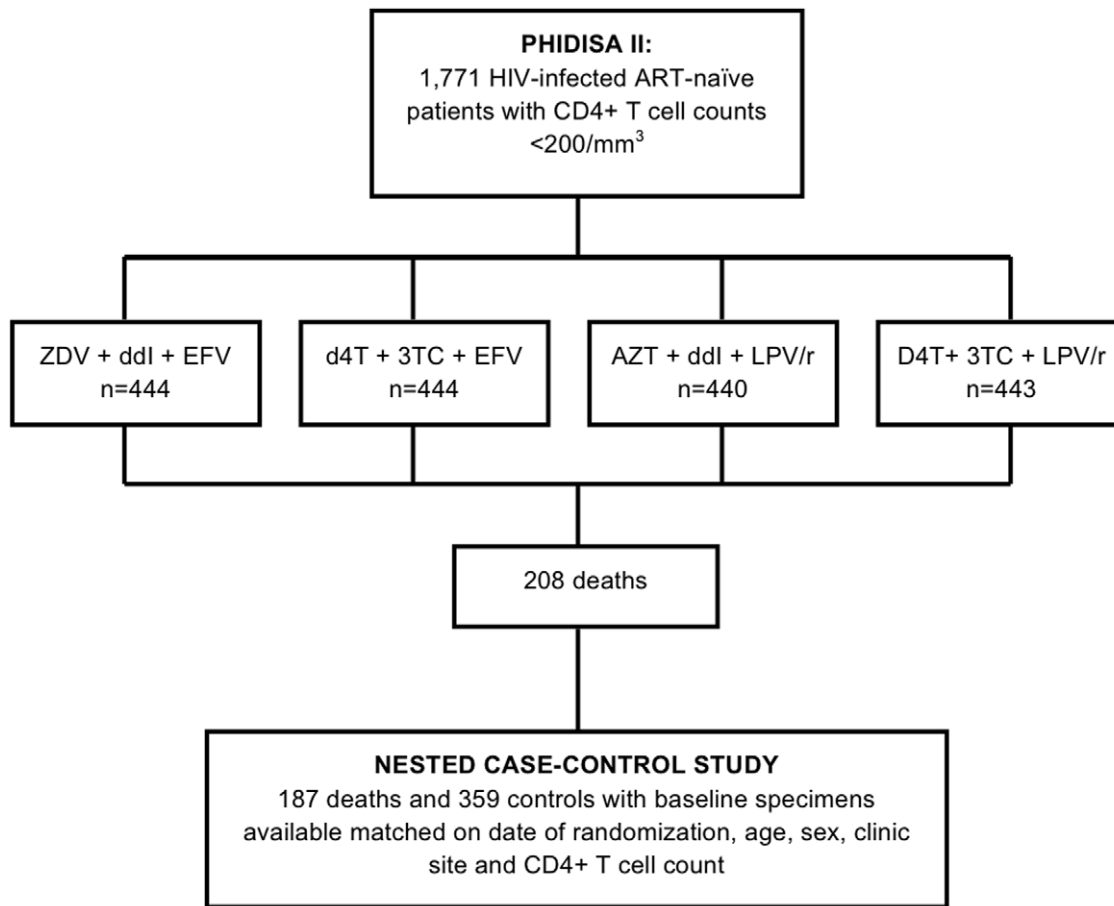 PHIDISA II:
1,771 HIV-infected ART-naïve
patients with CD4+ T cell counts
<200/mm³
ZDV + ddI + EFV
n=444
d4T + 3TC + EFV
n=444
AZT + ddI + LPV/r
n=440
D4T+ 3TC + LPV/r
n=443
208 deaths
NESTED CASE-CONTROL STUDY
187 deaths and 359 controls with baseline specimens
available matched on date of randomization, age, sex, clinic
site and CD4+ T cell count